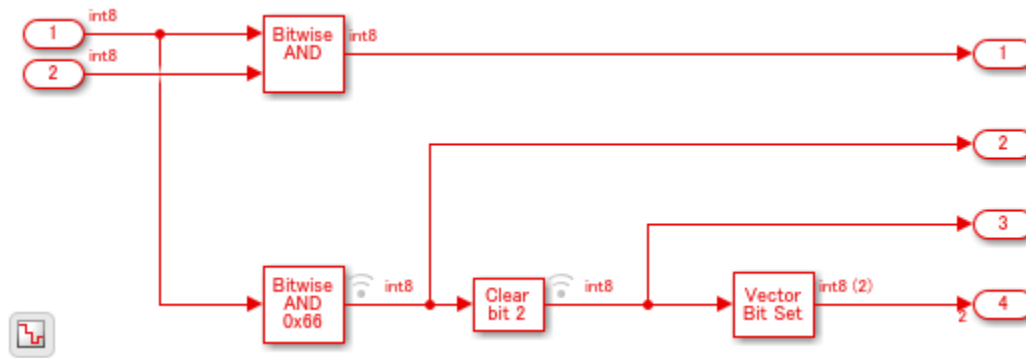 int8
1
int8
2
Bitwise
AND
int8
1
2
3
Bitwise
AND
0x66
int8
Clear
bit 2
int8
Vector
Bit Set
int8 (2)
2
4